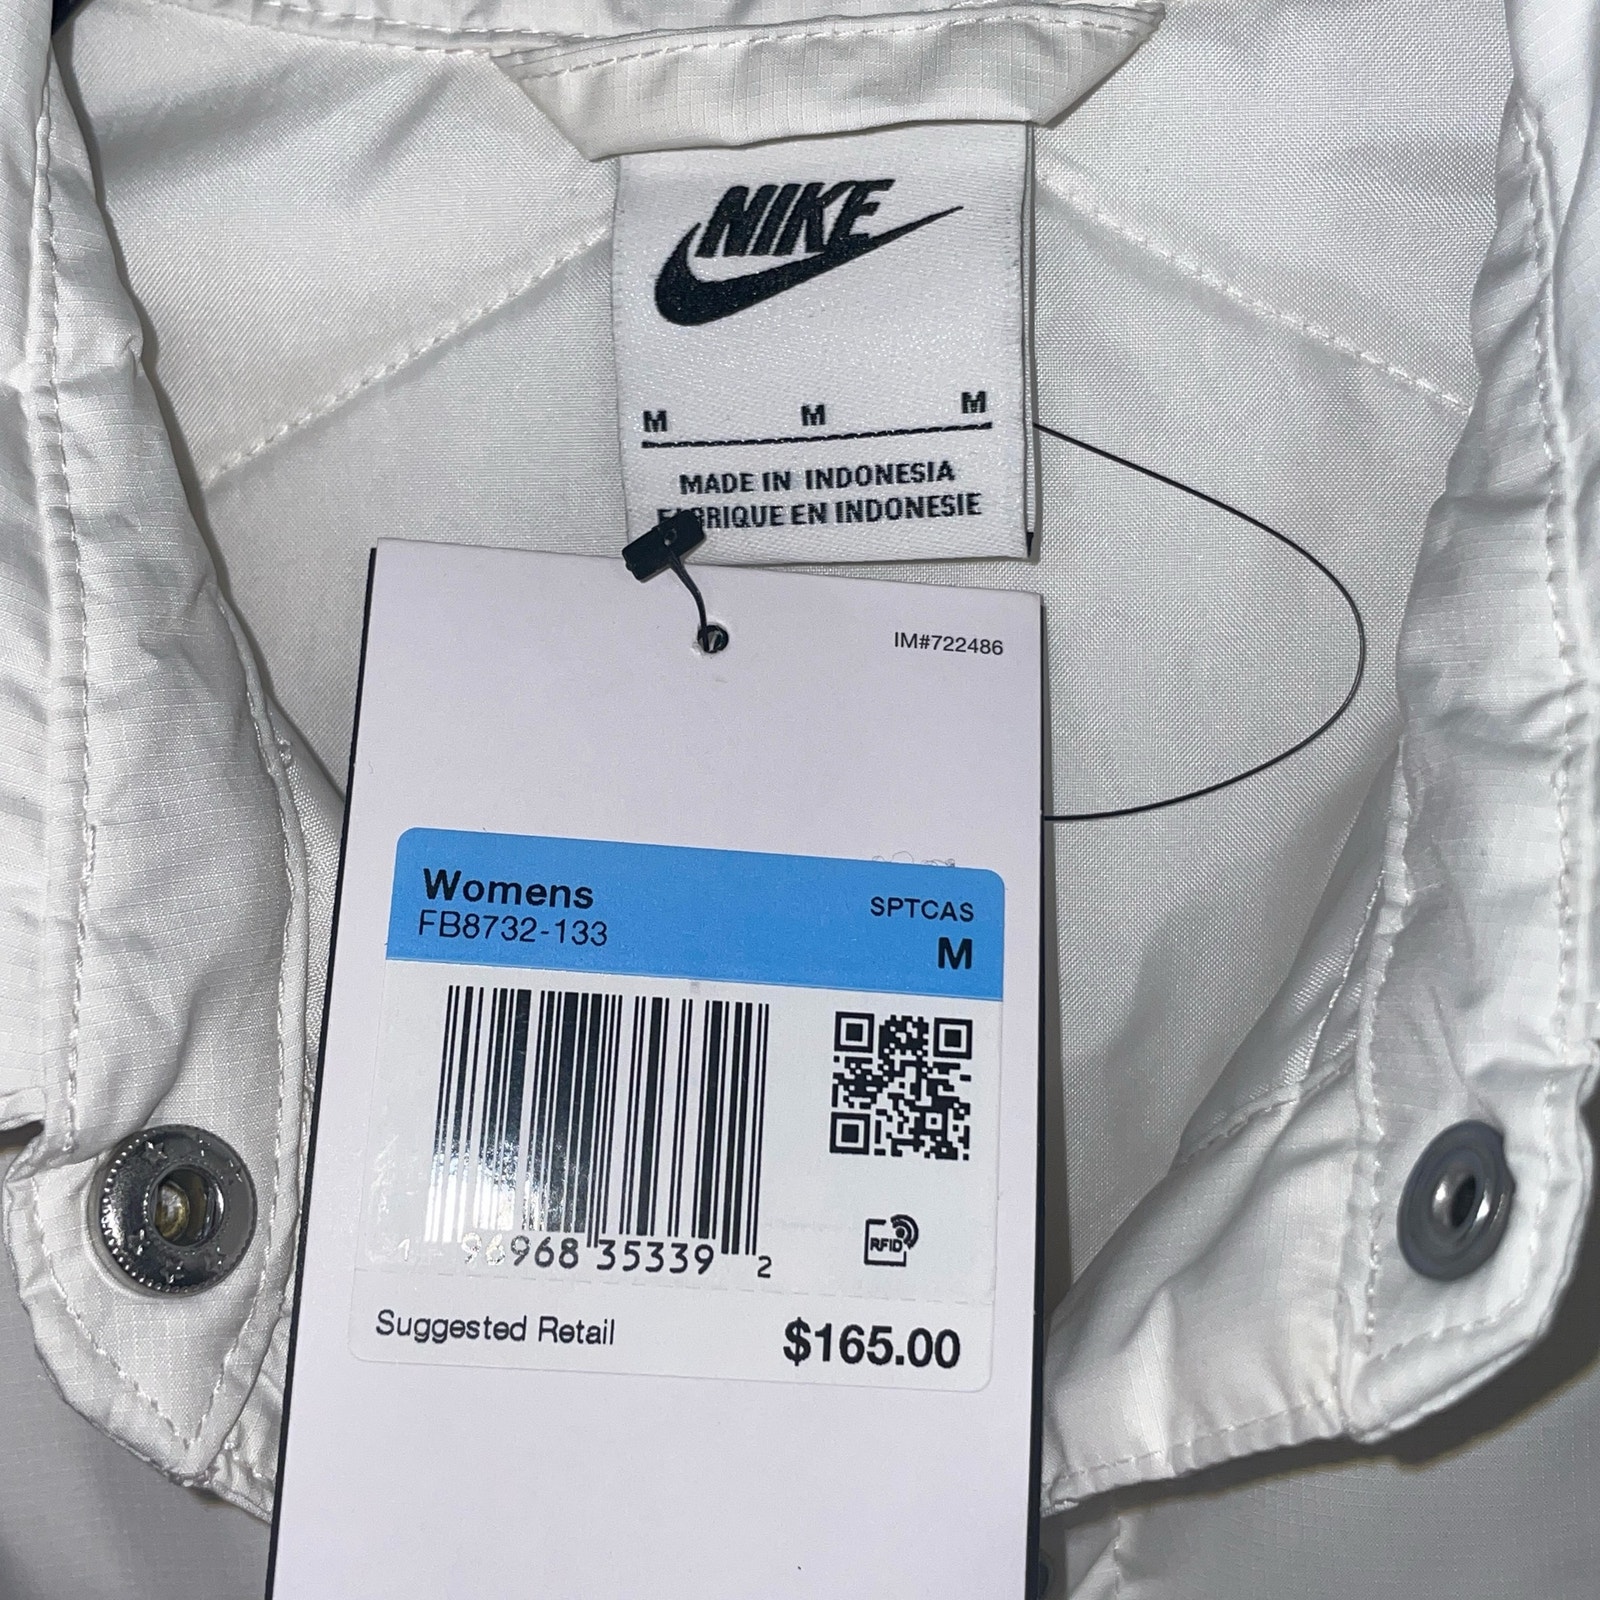 NIKE
M M M
MADE IN INDONESIA
FABRIQUE EN INDONESIE
IM#722486
Womens
SPTCAS
FB8732-133
M
1 96968 35339 2
RFID
Suggested Retail
$165.00